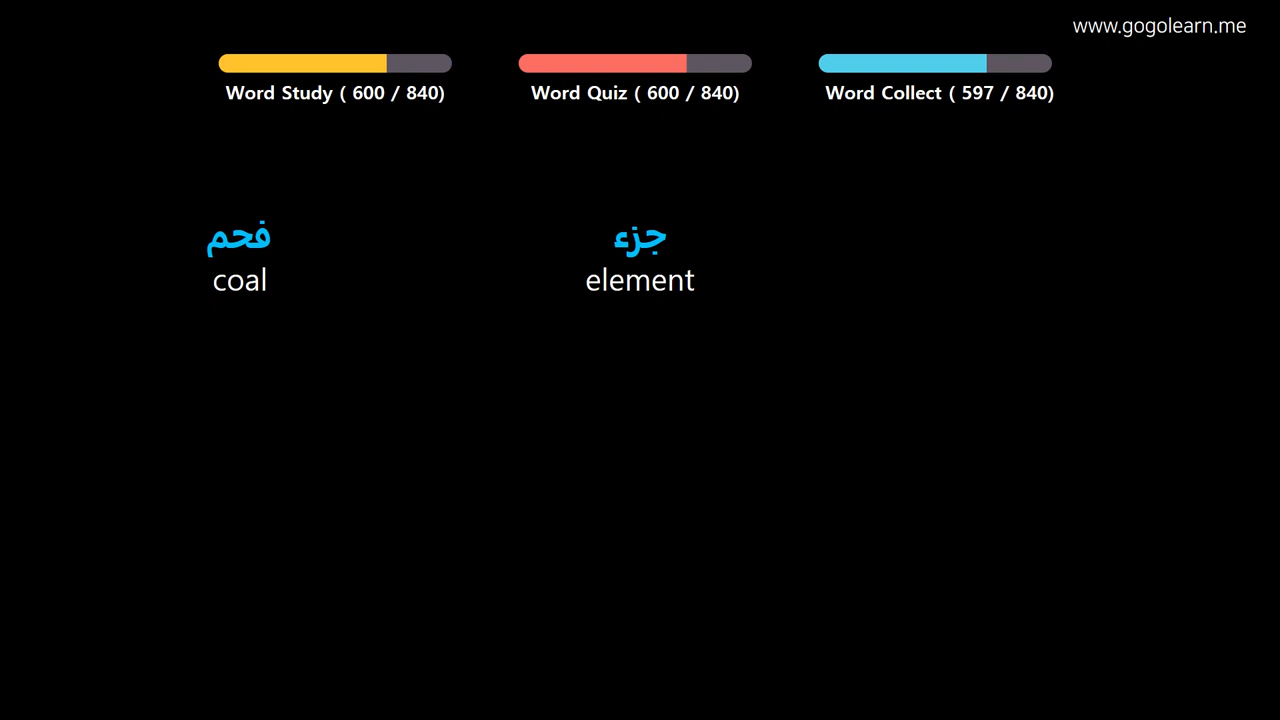 www.gogolearn.me
Word Study ( 600 / 840)
Word Quiz ( 600 / 840)
Word Collect ( 597 / 840)
فحم
coal
جزء
element